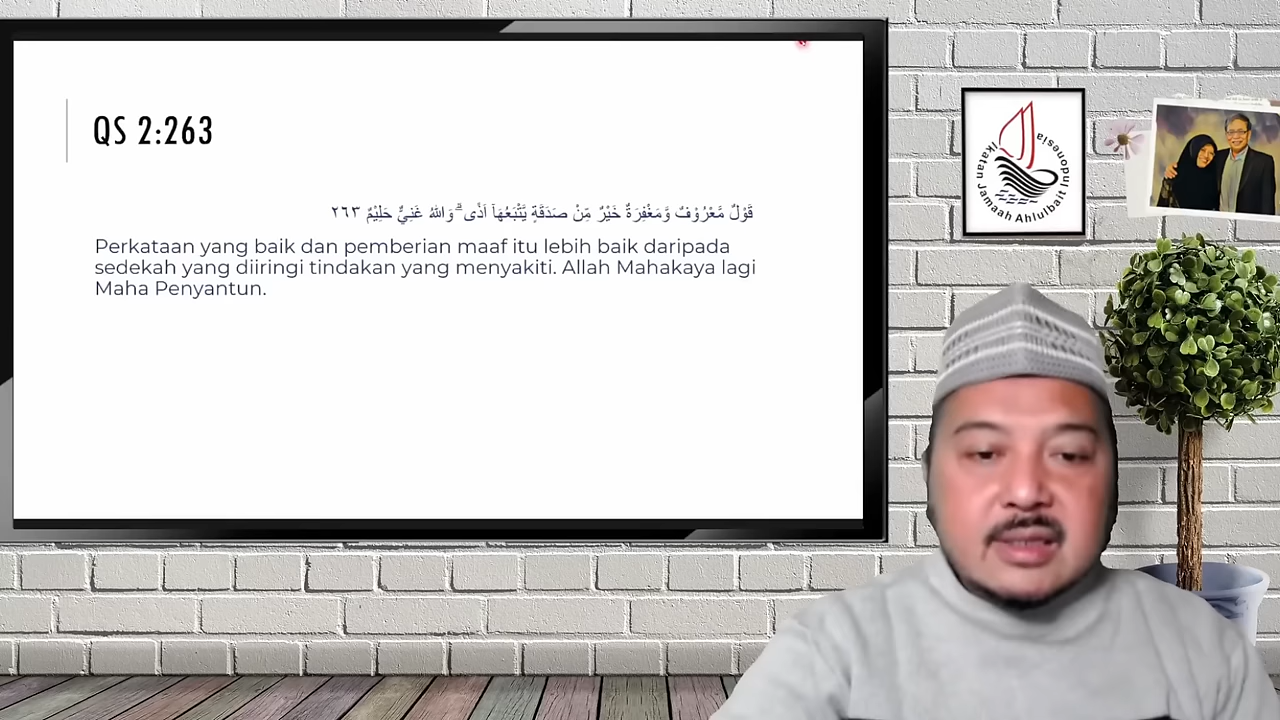 QS 2:263
قَوْلٌ مَّعْرُوْفٌ وَّمَغْفِرَةٌ خَيْرٌ مِّنْ صَدَقَةٍ يَّتْبَعُهَآ اَذًى ۗ وَاللّٰهُ غَنِيٌّ حَلِيْمٌ ٢٦٣
Perkataan yang baik dan pemberian maaf itu lebih baik daripada
sedekah yang diiringi tindakan yang menyakiti. Allah Mahakaya lagi
Maha Penyantun.
Ikatan Jamaah Ahlulbait Indonesia